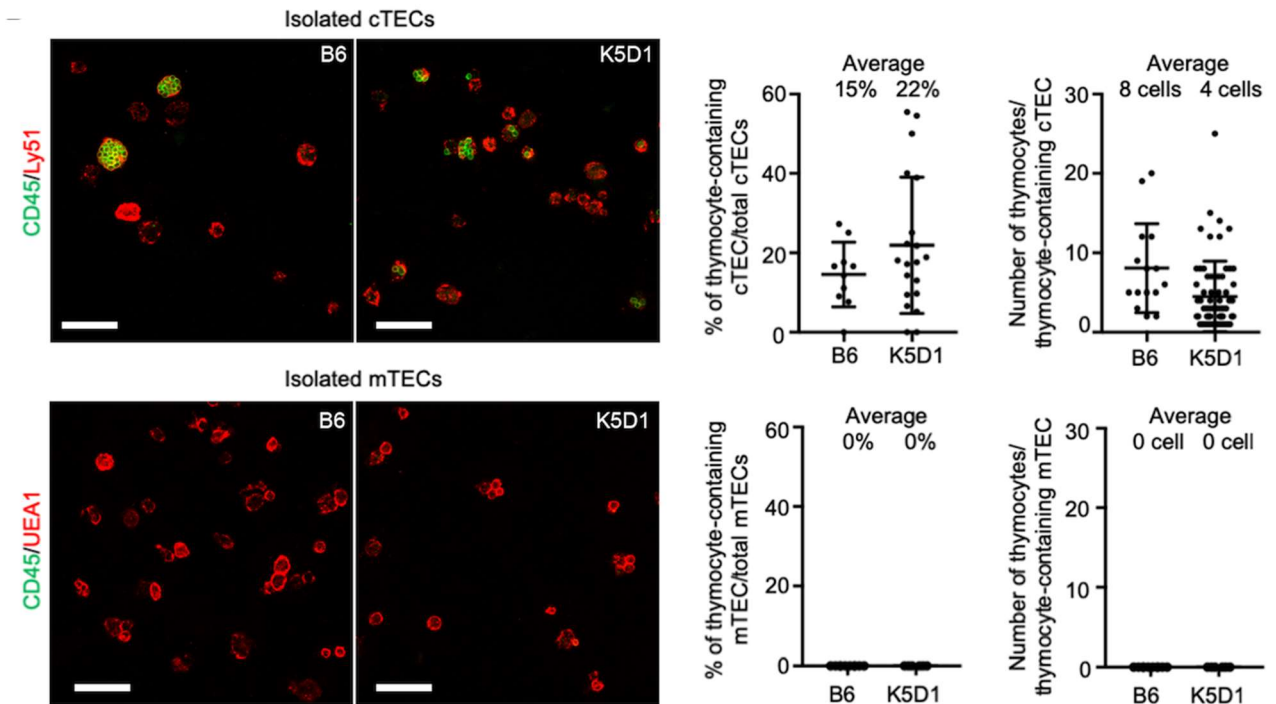 Isolated cTECs
B6
K5D1
CD45/Ly51
Average
15% 22%
% of thymocyte-containing
cTEC/total cTECs
60
40
20
0
B6 K5D1
Average
8 cells 4 cells
Number of thymocytes/
thymocyte-containing cTEC
30
20
10
0
B6 K5D1
Isolated mTECs
B6
K5D1
CD45/UEA1
Average
0% 0%
% of thymocyte-containing
mTEC/total mTECs
60
40
20
0
B6 K5D1
Average
0 cell 0 cell
Number of thymocytes/
thymocyte-containing mTEC
30
20
10
0
B6 K5D1